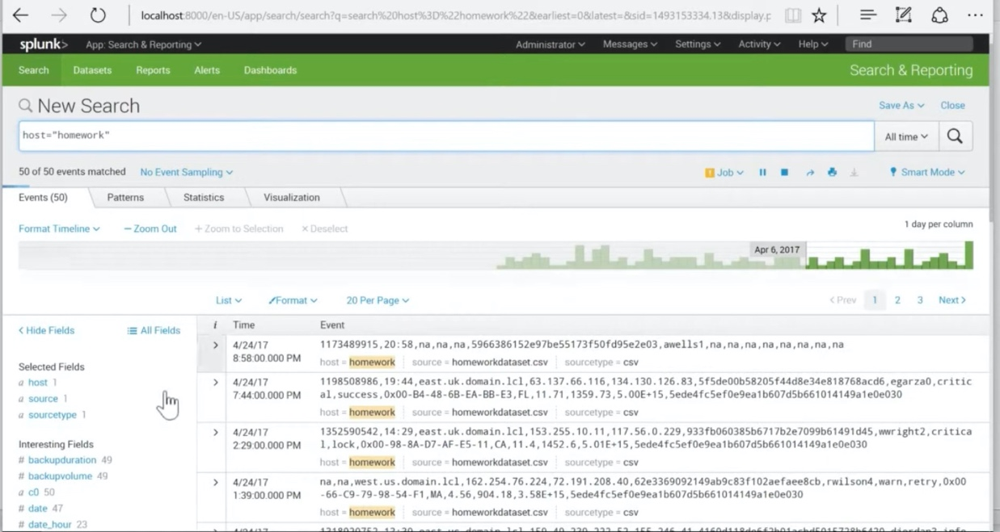 localhost:8000/en-US/app/search/search?q=search%20host%3D%22homework%22&earliest=0&latest=&sid=1493153334.13&display.p
splunk> App: Search & Reporting Administrator Messages Settings Activity Help Find
Search Datasets Reports Alerts Dashboards Search & Reporting
New Search Save As Close
host="homework" All time
50 of 50 events matched No Event Sampling Job Smart Mode
Events (50) Patterns Statistics Visualization
Format Timeline — Zoom Out + Zoom to Selection × Deselect 1 day per column
Apr 6, 2017
List Format 20 Per Page < Prev 1 2 3 Next >
< Hide Fields All Fields
Selected Fields
a host 1
a source 1
a sourcetype 1
Interesting Fields
# backupduration 49
# backupvolume 49
a c0 50
# date 47
# date_hour 23
i Time Event
> 4/24/17 1173489915,20:58,na,na,na,5966386152e97be55173f50fd95e2e03,awells1,na,na,na,na,na,na,na,na
8:58:00.000 PM
host = homework source = homeworkdataset.csv sourcetype = csv
> 4/24/17 1198508986,19:44,east.uk.domain.lcl,63.137.66.116,134.130.126.83,5f5de00b58205f44d8e34e818768acd6,egarza0,critic
7:44:00.000 PM al,success,0x00-B4-48-6B-EA-BB-E3,FL,11.71,1359.73,5.00E+15,5ede4fc5ef0e9ea1b607d5b661014149a1e0e030
host = homework source = homeworkdataset.csv sourcetype = csv
> 4/24/17 1352590542,14:29,east.uk.domain.lcl,153.255.10.11,117.56.0.229,933fb060385b6717b2e7099b61491d45,wwright2,critica
2:29:00.000 PM l,lock,0x00-98-8A-D7-AF-E5-11,CA,11.4,1452.6,5.01E+15,5ede4fc5ef0e9ea1b607d5b661014149a1e0e030
host = homework source = homeworkdataset.csv sourcetype = csv
> 4/24/17 na,na,west.us.domain.lcl,162.254.76.224,72.191.208.40,62e3369092149ab9c83f102aefaee8cb,rwilson4,warn,retry,0x00
1:39:00.000 PM -66-C9-79-98-54-F1,MA,4.56,904.18,3.58E+15,5ede4fc5ef0e9ea1b607d5b661014149a1e0e030
host = homework source = homeworkdataset.csv sourcetype = csv